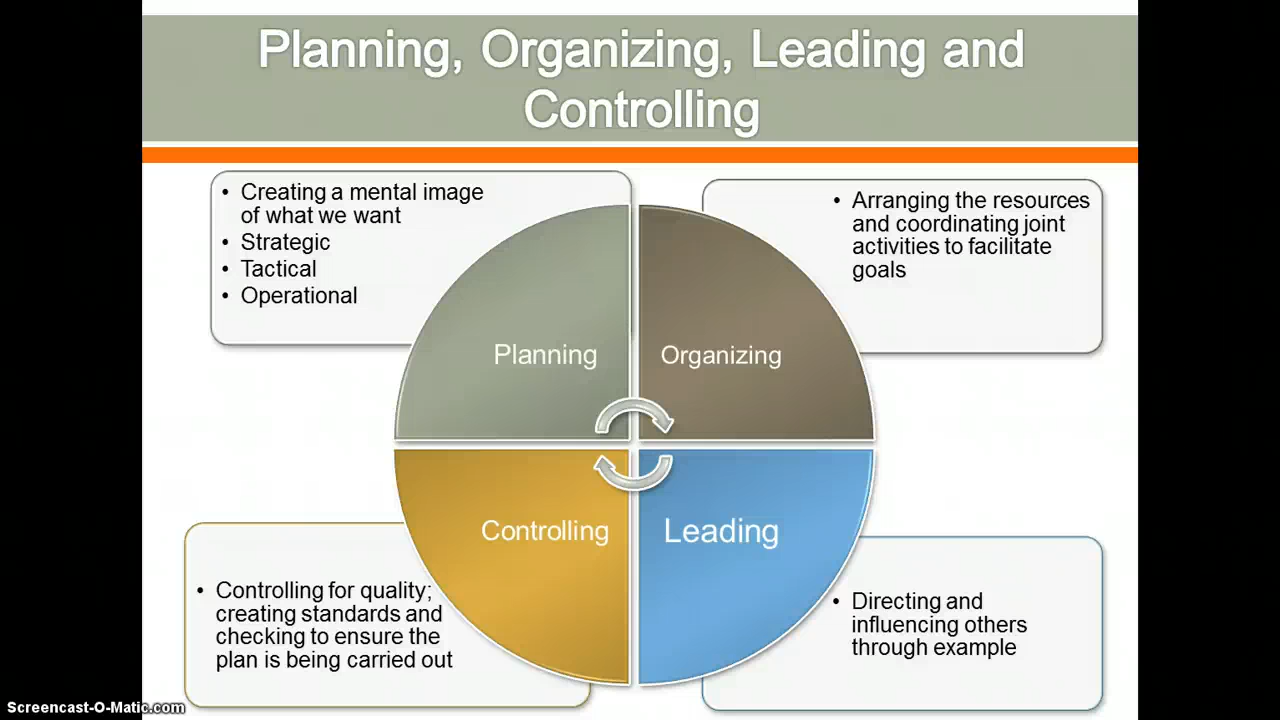 Planning, Organizing, Leading and
Controlling
• Creating a mental image
of what we want
• Strategic
• Tactical
• Operational
• Arranging the resources
and coordinating joint
activities to facilitate
goals
Planning
Organizing
Controlling
Leading
• Controlling for quality;
creating standards and
checking to ensure the
plan is being carried out
• Directing and
influencing others
through example
Screencast-O-Matic.com